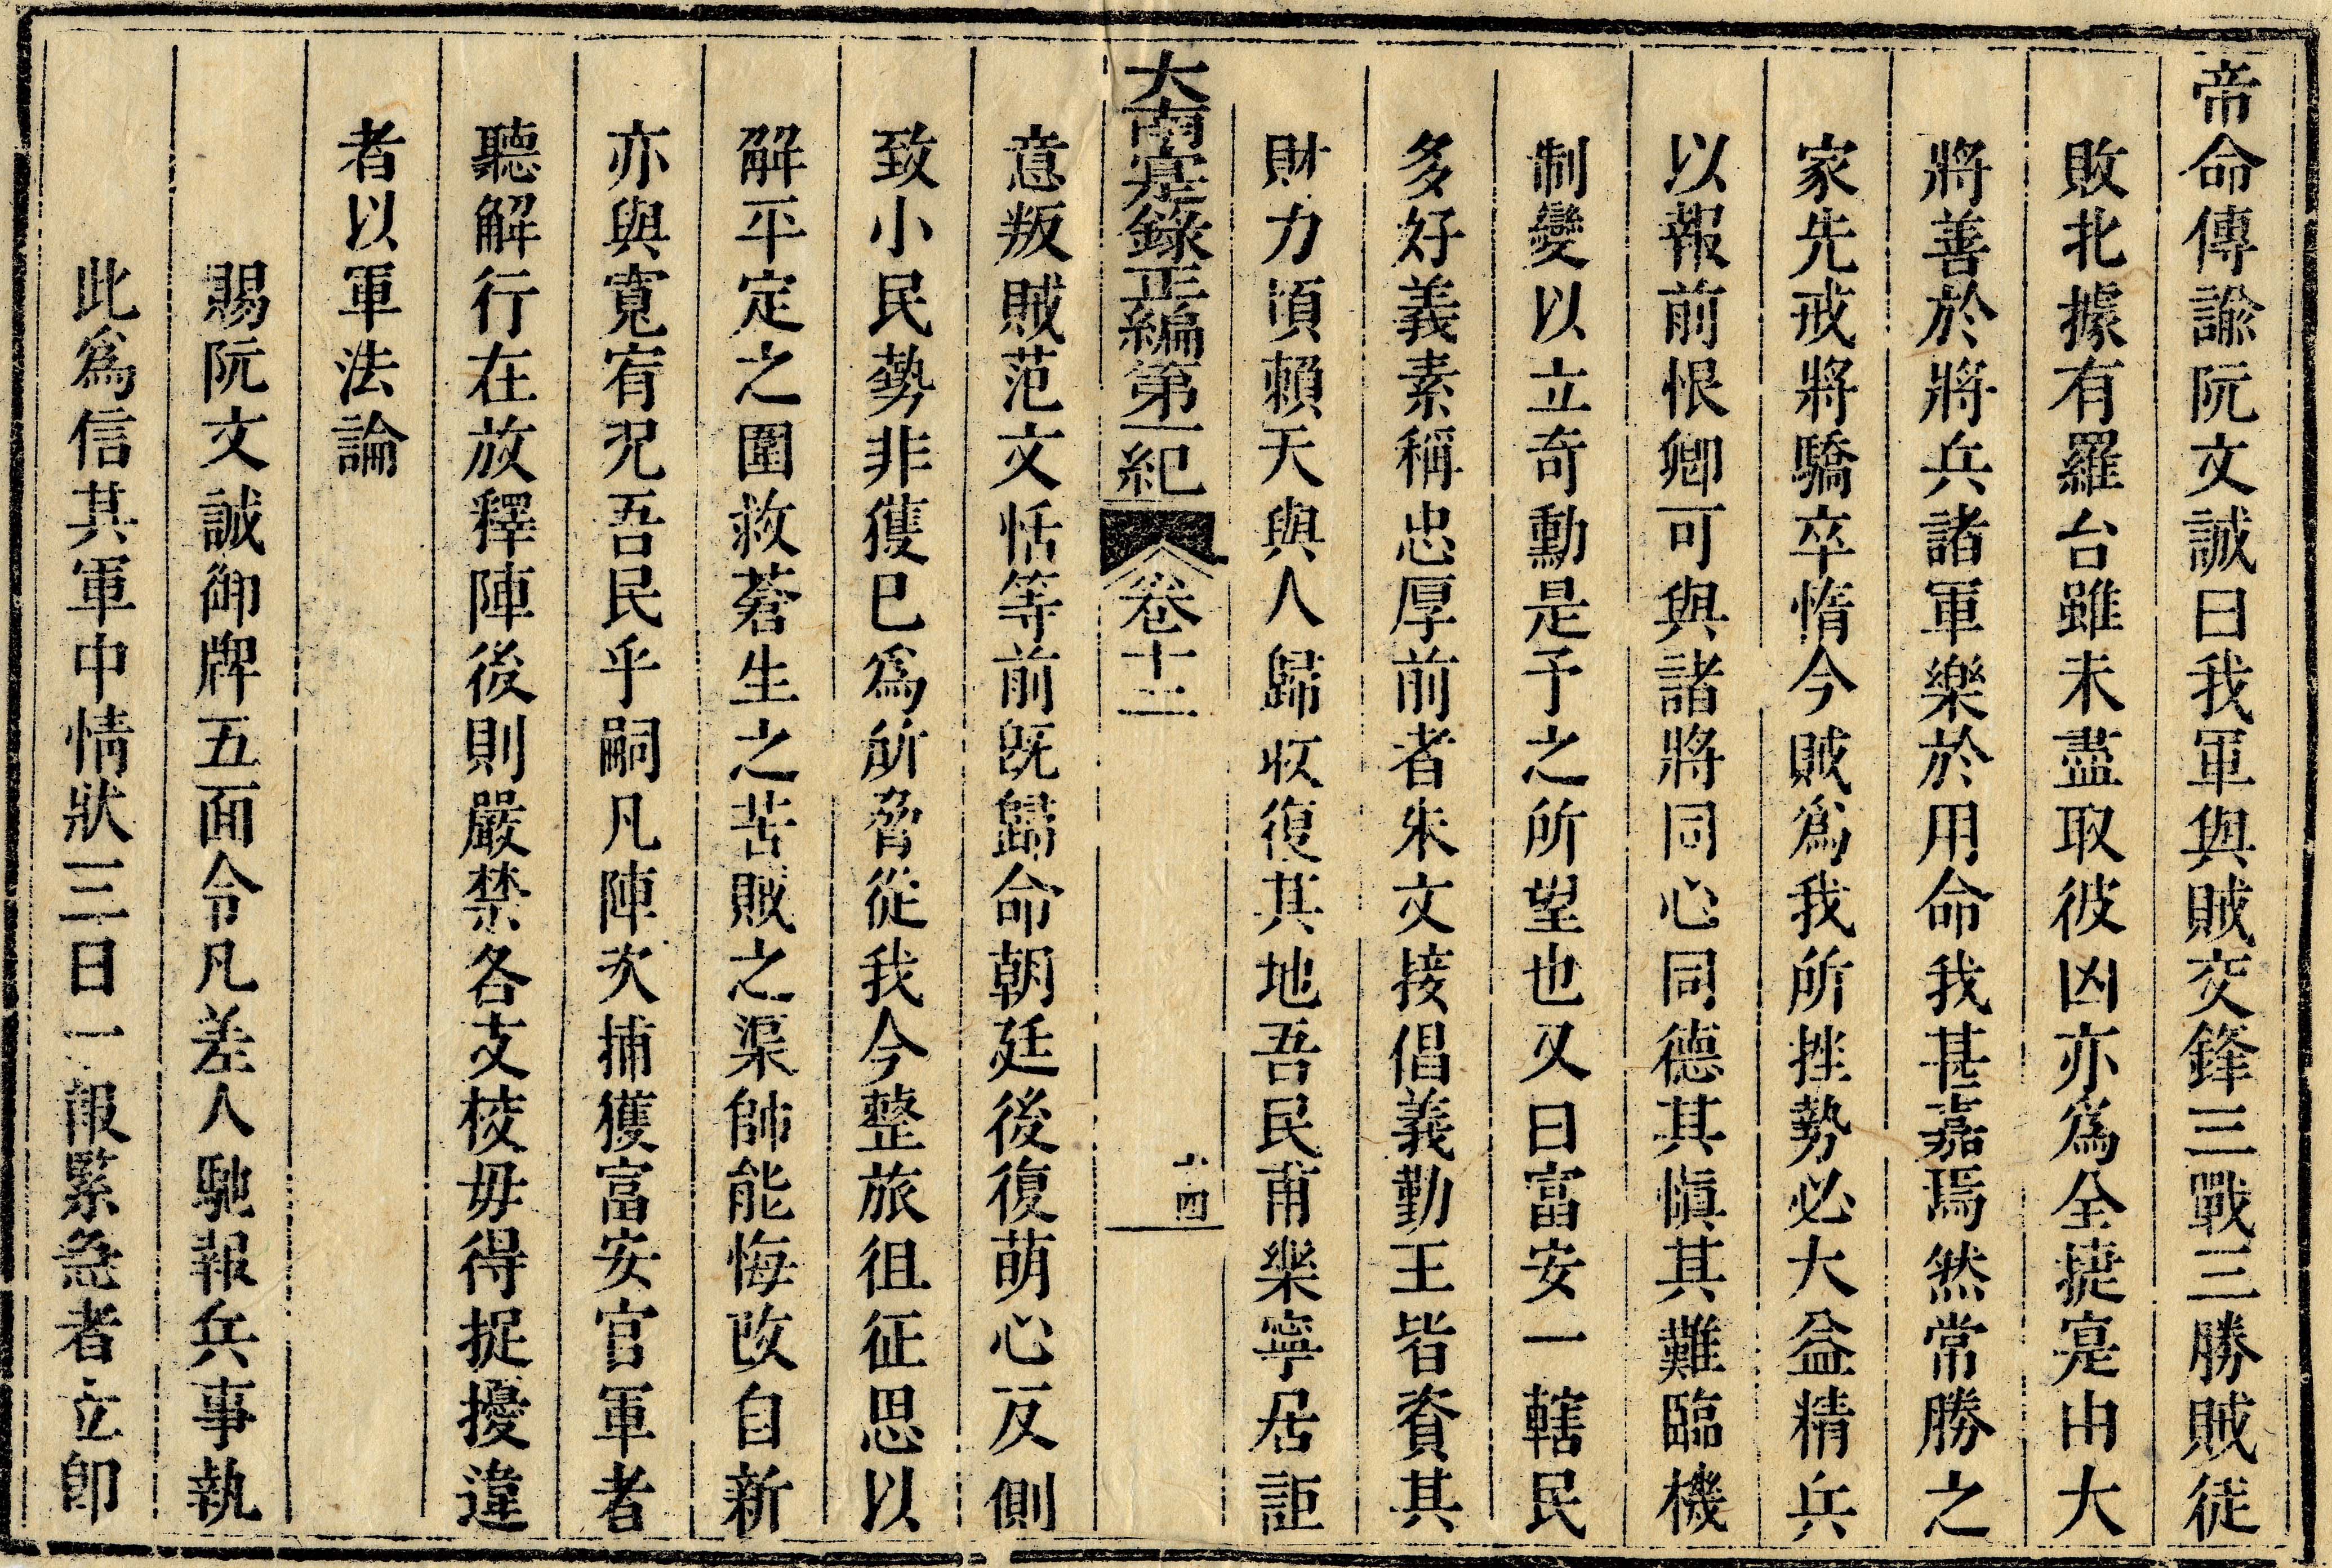 帝命傳諭阮文誠曰我軍與賊交鋒三戰三勝賊徒
敗北據有羅台雖未盡取彼凶亦爲全捷寔由大
將善於將兵諸軍樂於用命我甚嘉焉然常勝之
家先戒將驕卒惰今賊爲我所挫勢必大益精兵
以報前恨卿可與諸將同心同德其愼其難臨機
制變以立奇勳是予之所望也又曰富安一轄民
多好義素稱忠厚前者朱文接倡義勤王皆資其
財力頃賴天與人歸收復其地吾民甫樂寧居詎
大南寔錄正編第一紀 卷十二 十四
意叛賊范文恬等前旣歸命朝廷後復萌心反側
致小民勢非獲已爲所脅從我今整旅徂征思以
解平定之圍救蒼生之苦賊之渠帥能悔改自新
亦與寬宥況吾民乎嗣凡陣次捕獲富安官軍者
聽解行在放釋陣後則嚴禁各支校毋得捉擾違
者以軍法論
賜阮文誠御牌五面令凡差人馳報兵事執
此爲信其軍中情狀三日一報緊急者立卽